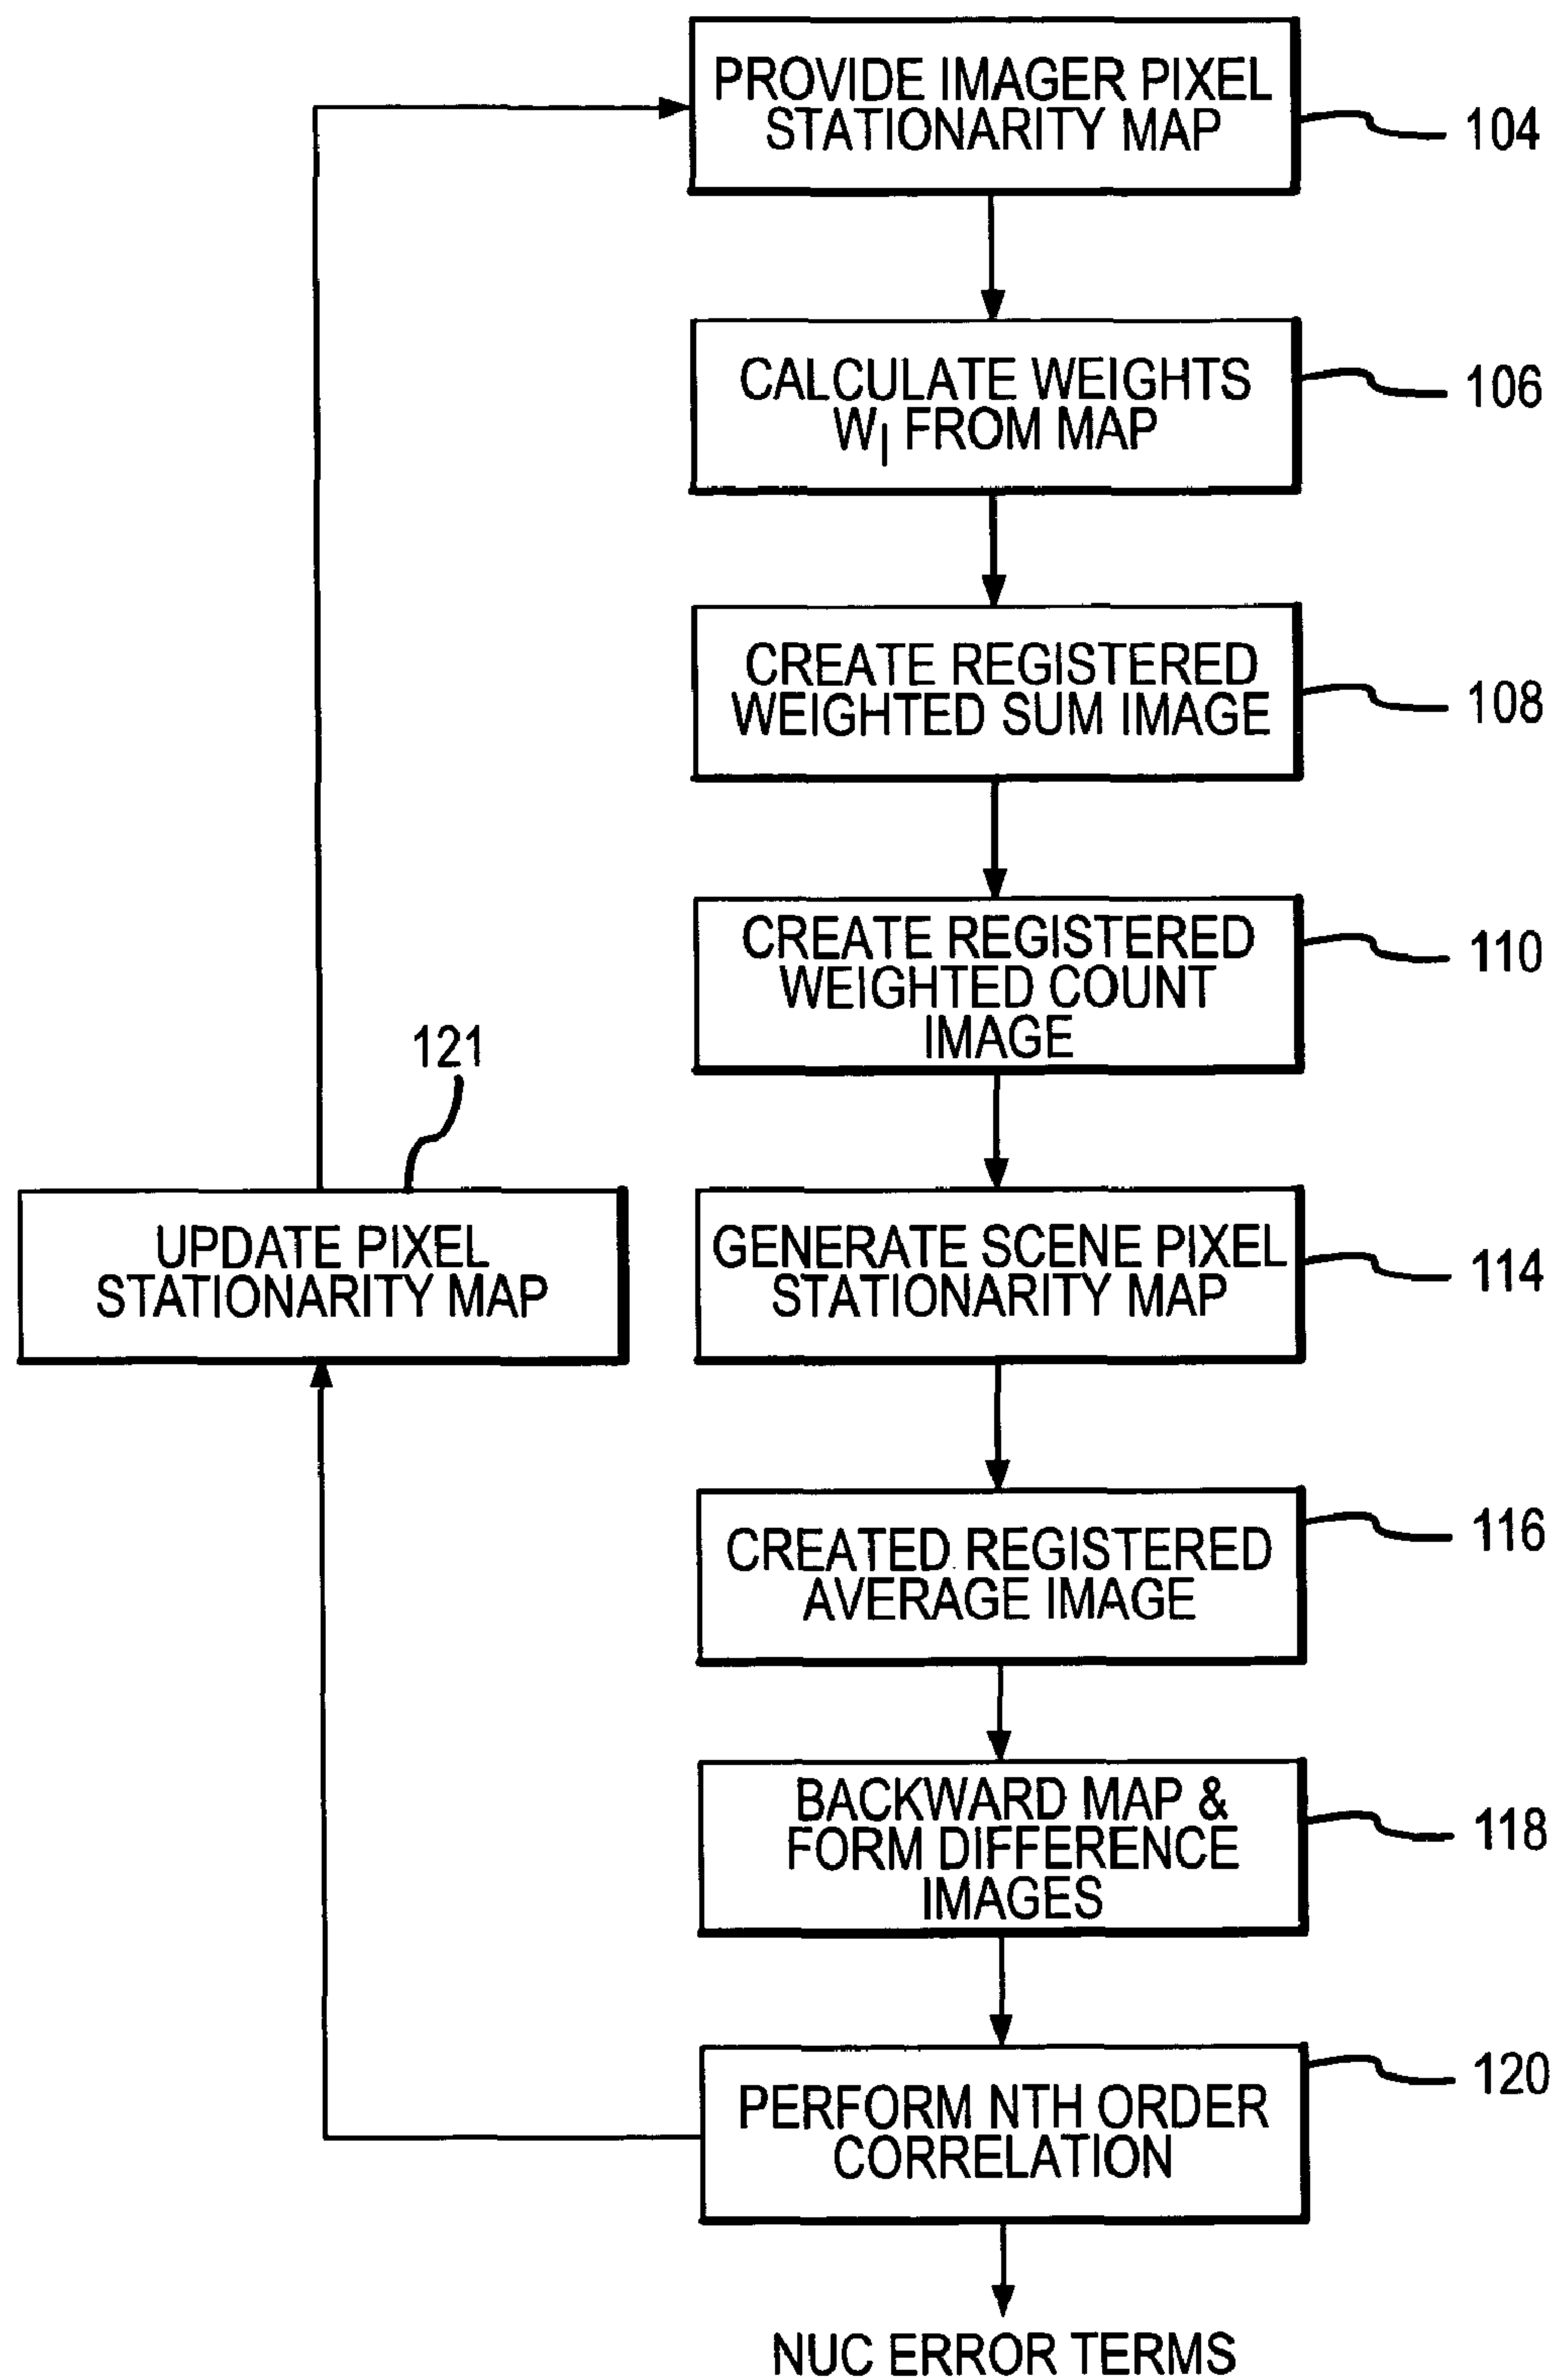 PROVIDE IMAGER PIXEL
STATIONARITY MAP
104
CALCULATE WEIGHTS
W| FROM MAP
106
CREATE REGISTERED
WEIGHTED SUM IMAGE
108
CREATE REGISTERED
WEIGHTED COUNT
IMAGE
110
121
UPDATE PIXEL
STATIONARITY MAP
GENERATE SCENE PIXEL
STATIONARITY MAP
114
CREATED REGISTERED
AVERAGE IMAGE
116
BACKWARD MAP &
FORM DIFFERENCE
IMAGES
118
PERFORM NTH ORDER
CORRELATION
120
NUC ERROR TERMS